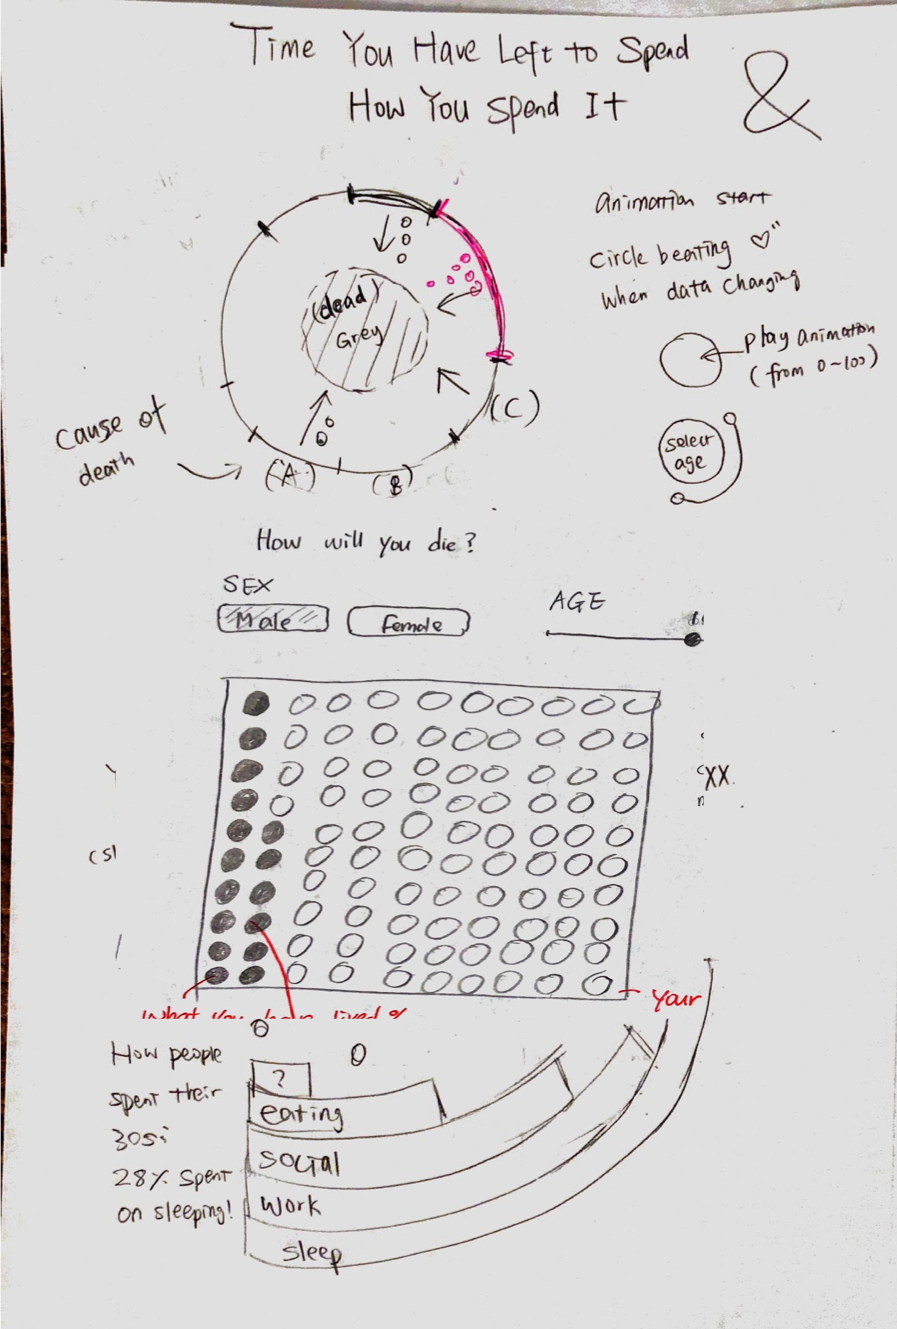 Time You Have Left to Spend
&
How You Spend It
animation start
Circle beating
when data changing
play animation
(from 0~100)
select
age
(dead)
Grey
(C)
cause of
death
(A)
(B)
How will you die?
SEX
Male
Female
AGE
XX.
Your
What you lived %
How people
spent their
30s:
28% spent
on sleeping!
?
eating
social
work
sleep